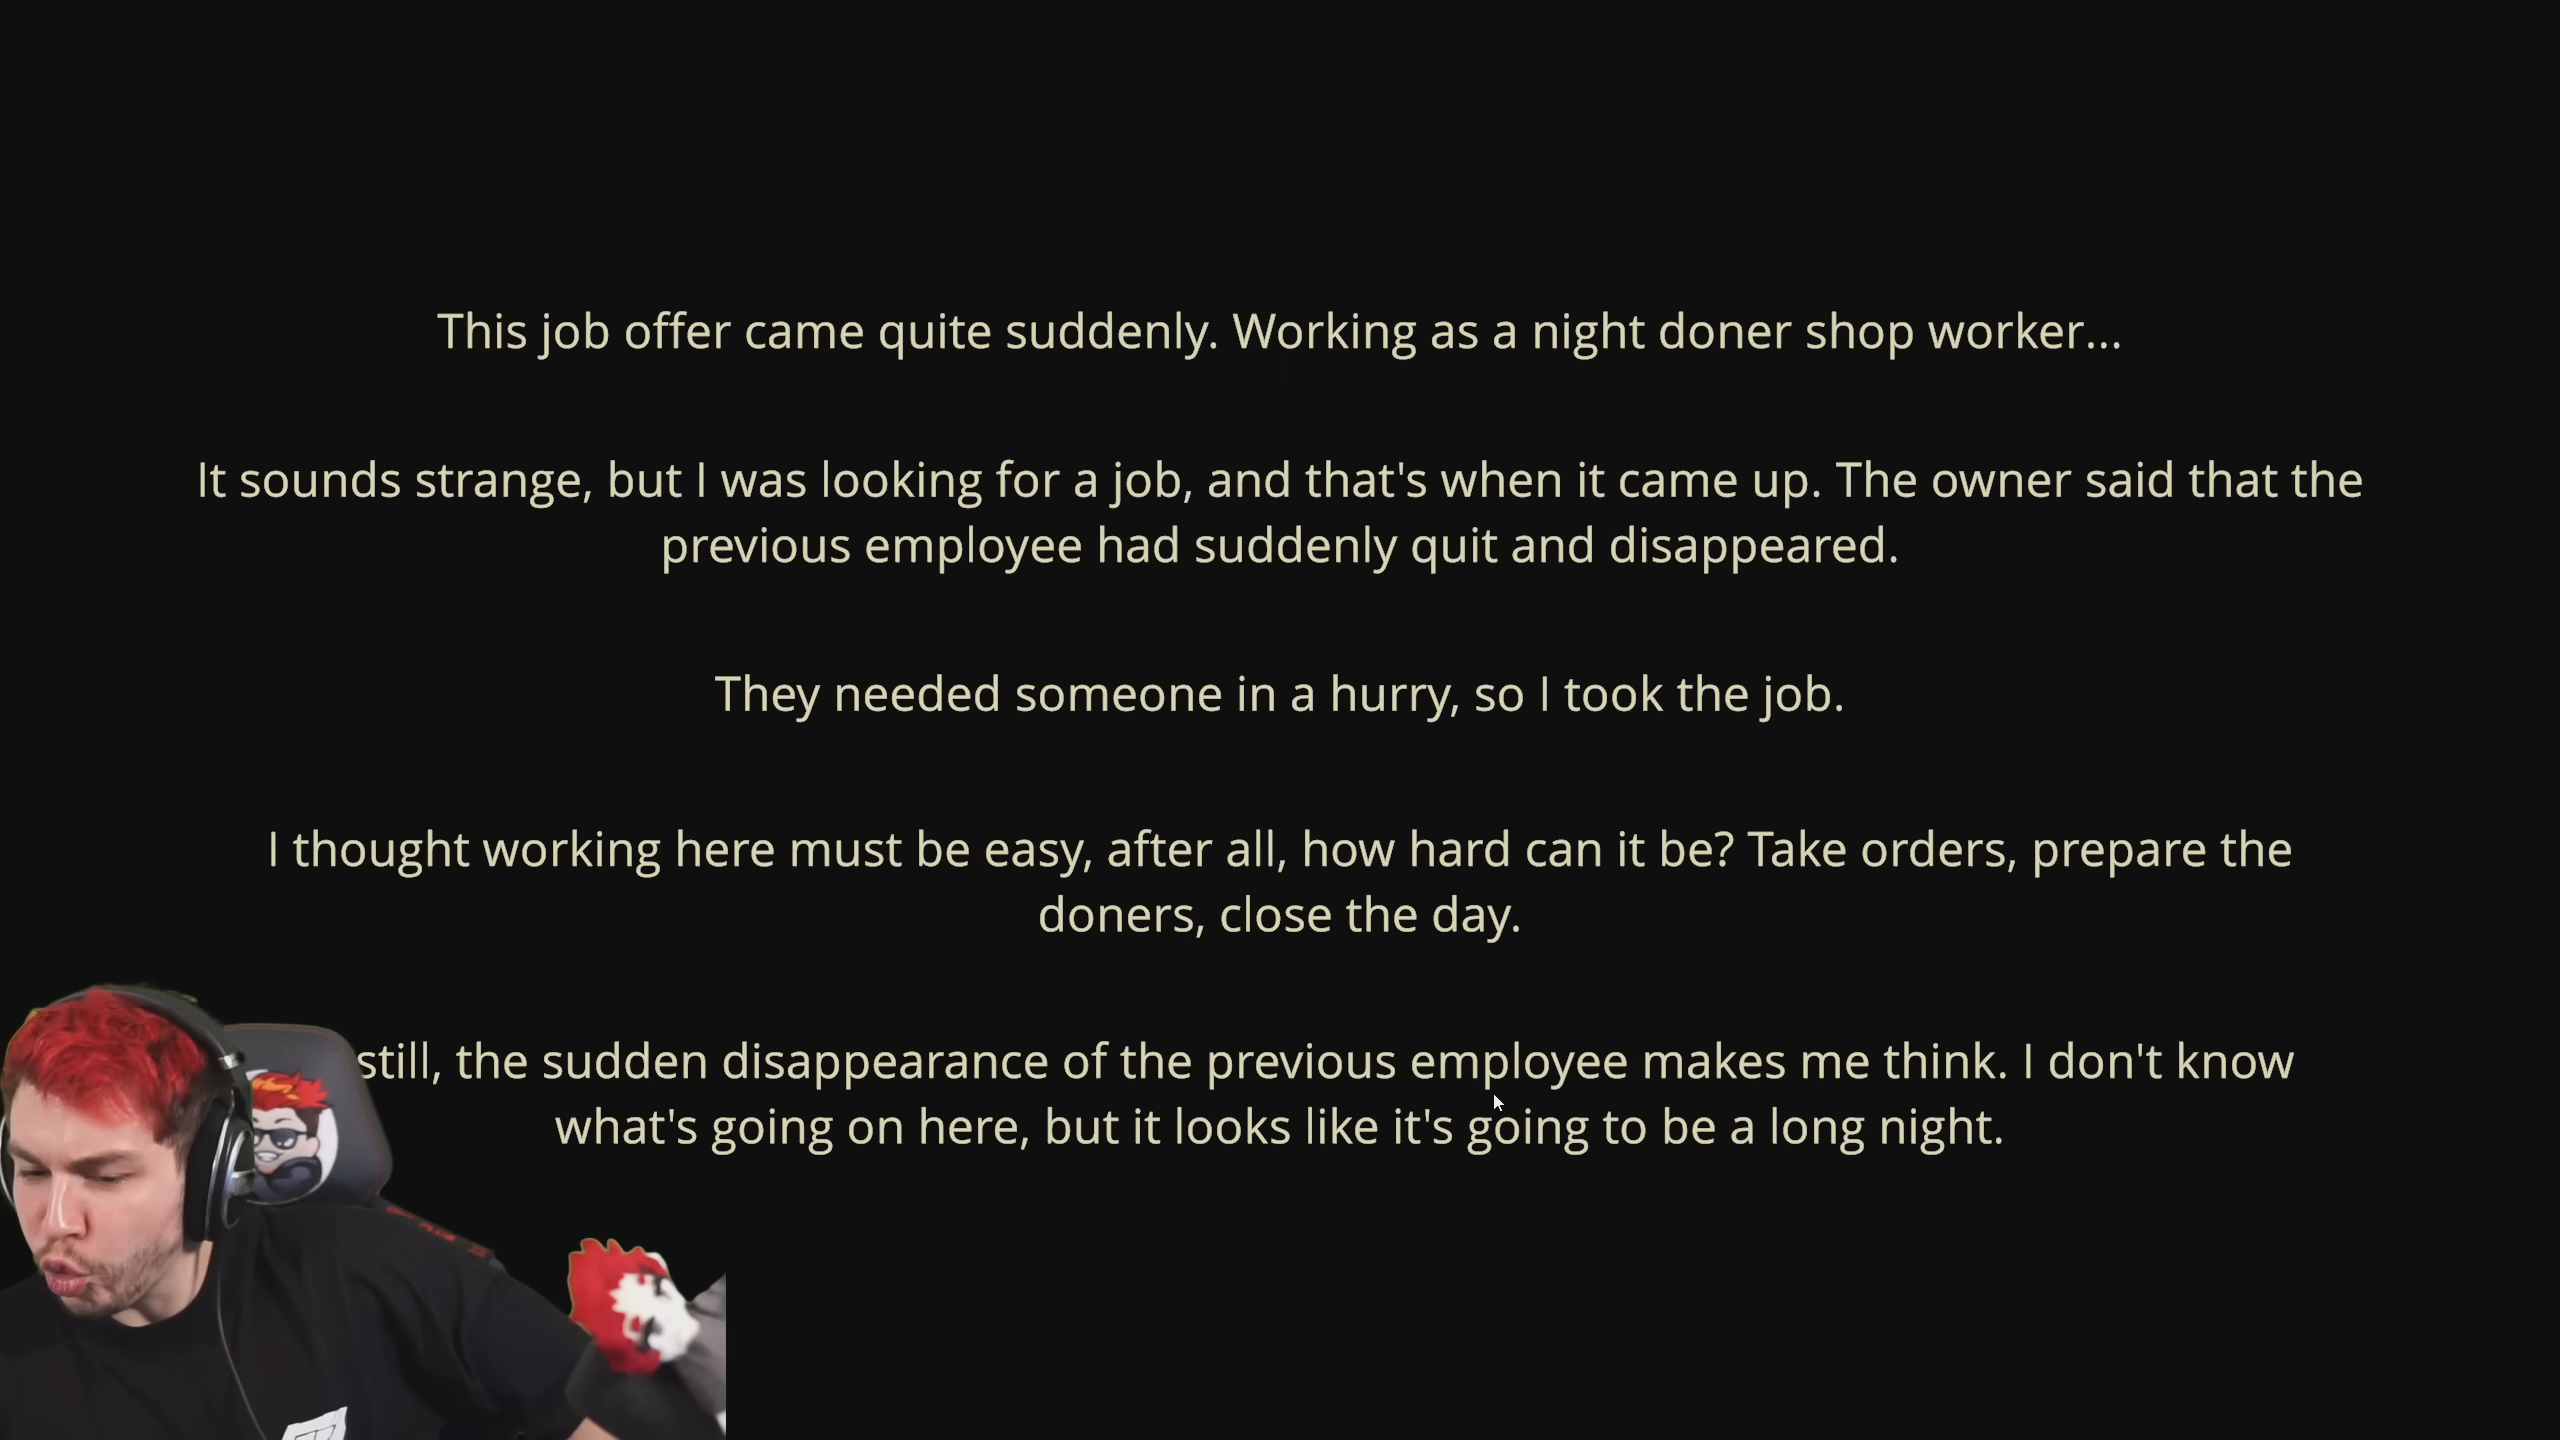 This job offer came quite suddenly. Working as a night doner shop worker...
It sounds strange, but I was looking for a job, and that's when it came up. The owner said that the
previous employee had suddenly quit and disappeared.
They needed someone in a hurry, so I took the job.
I thought working here must be easy, after all, how hard can it be? Take orders, prepare the
doners, close the day.
still, the sudden disappearance of the previous employee makes me think. I don't know
what's going on here, but it looks like it's going to be a long night.